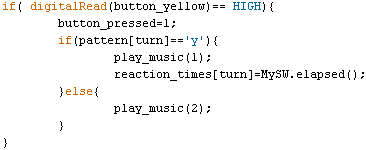 if( digitalRead(button_yellow)== HIGH){
button_pressed=1;
if(pattern[turn]=='y'){
play_music(1);
reaction_times[turn]=MySW.elapsed();
}else{
play_music(2);
}
}